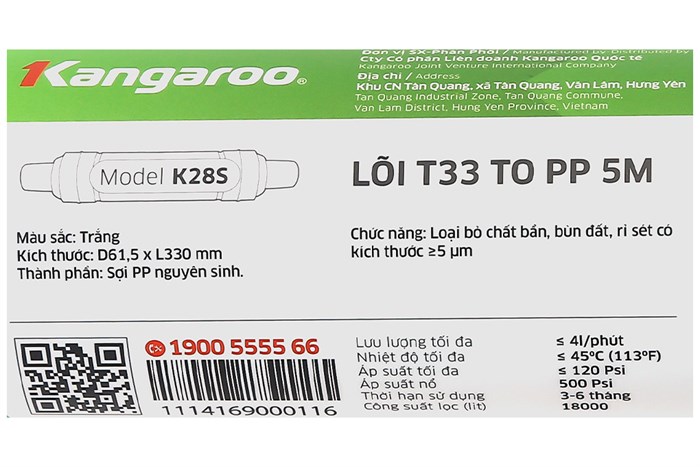 Kangaroo®
Đơn vị SX-Phân Phối / Manufactured by-Distributed by
Cty Cổ phần Liên doanh Kangaroo Quốc tế
Kangaroo Joint Venture International Company
Địa chỉ / Address
Khu CN Tân Quang, xã Tân Quang, Văn Lâm, Hưng Yên
Tan Quang Industrial Zone, Tan Quang Commune,
Van Lam District, Hung Yen Province, Vietnam
Model K28S
LÕI T33 TO PP 5M
Màu sắc: Trắng
Kích thước: D61,5 x L330 mm
Thành phần: Sợi PP nguyên sinh.
Chức năng: Loại bỏ chất bẩn, bùn đất, rỉ sét có
kích thước ≥5 µm
1900 5555 66
1114169000116
Lưu lượng tối đa ≤ 4l/phút
Nhiệt độ tối đa ≤ 45ºC (113ºF)
Áp suất tối đa ≤ 120 Psi
Áp suất nổ 500 Psi
Thời hạn sử dụng 3-6 tháng
Công suất lọc (lít) 18000